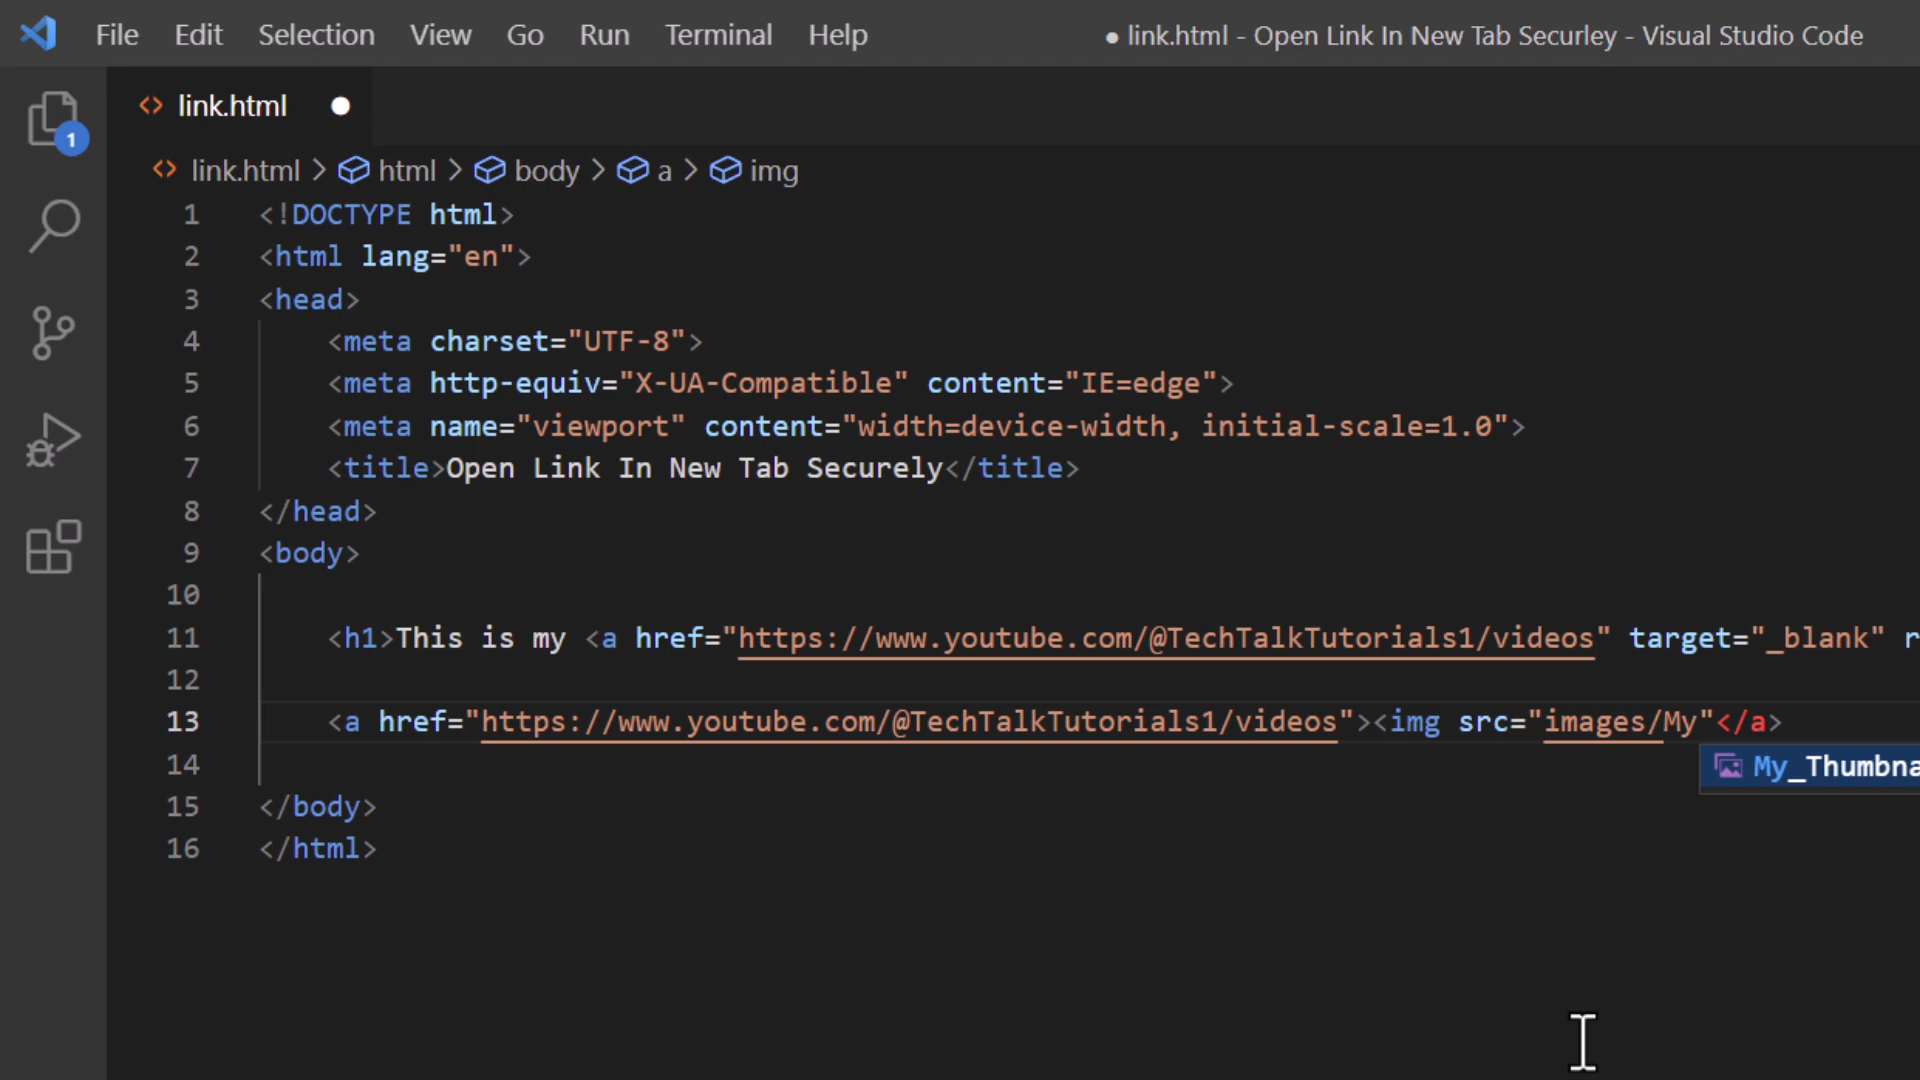 File Edit Selection View Go Run Terminal Help ● link.html - Open Link In New Tab Securley - Visual Studio Code
<> link.html ●
1
<> link.html > html > body > a > img
1 <!DOCTYPE html>
2 <html lang="en">
3 <head>
4 <meta charset="UTF-8">
5 <meta http-equiv="X-UA-Compatible" content="IE=edge">
6 <meta name="viewport" content="width=device-width, initial-scale=1.0">
7 <title>Open Link In New Tab Securely</title>
8 </head>
9 <body>
10
11 <h1>This is my <a href="https://www.youtube.com/@TechTalkTutorials1/videos" target="_blank" r
12
13 <a href="https://www.youtube.com/@TechTalkTutorials1/videos"><img src="images/My"</a>
My_Thumbna
14
15 </body>
16 </html>